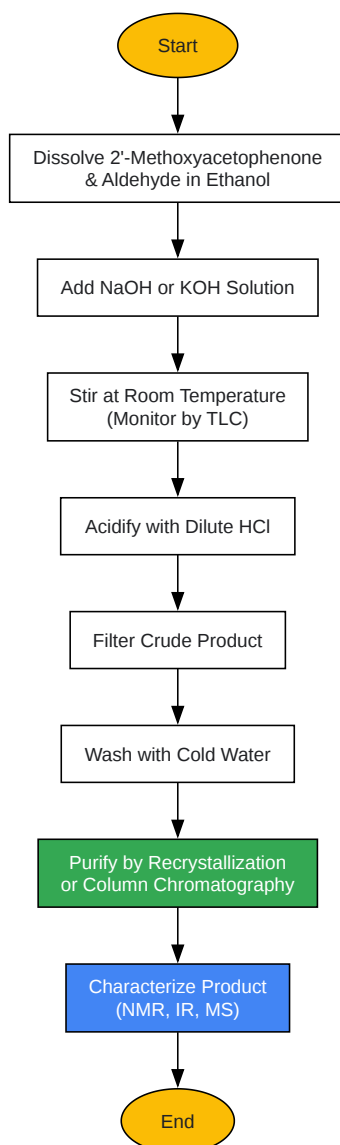 Start
Dissolve 2'-Methoxyacetophenone
& Aldehyde in Ethanol
Add NaOH or KOH Solution
Stir at Room Temperature
(Monitor by TLC)
Acidify with Dilute HCl
Filter Crude Product
Wash with Cold Water
Purify by Recrystallization
or Column Chromatography
Characterize Product
(NMR, IR, MS)
End